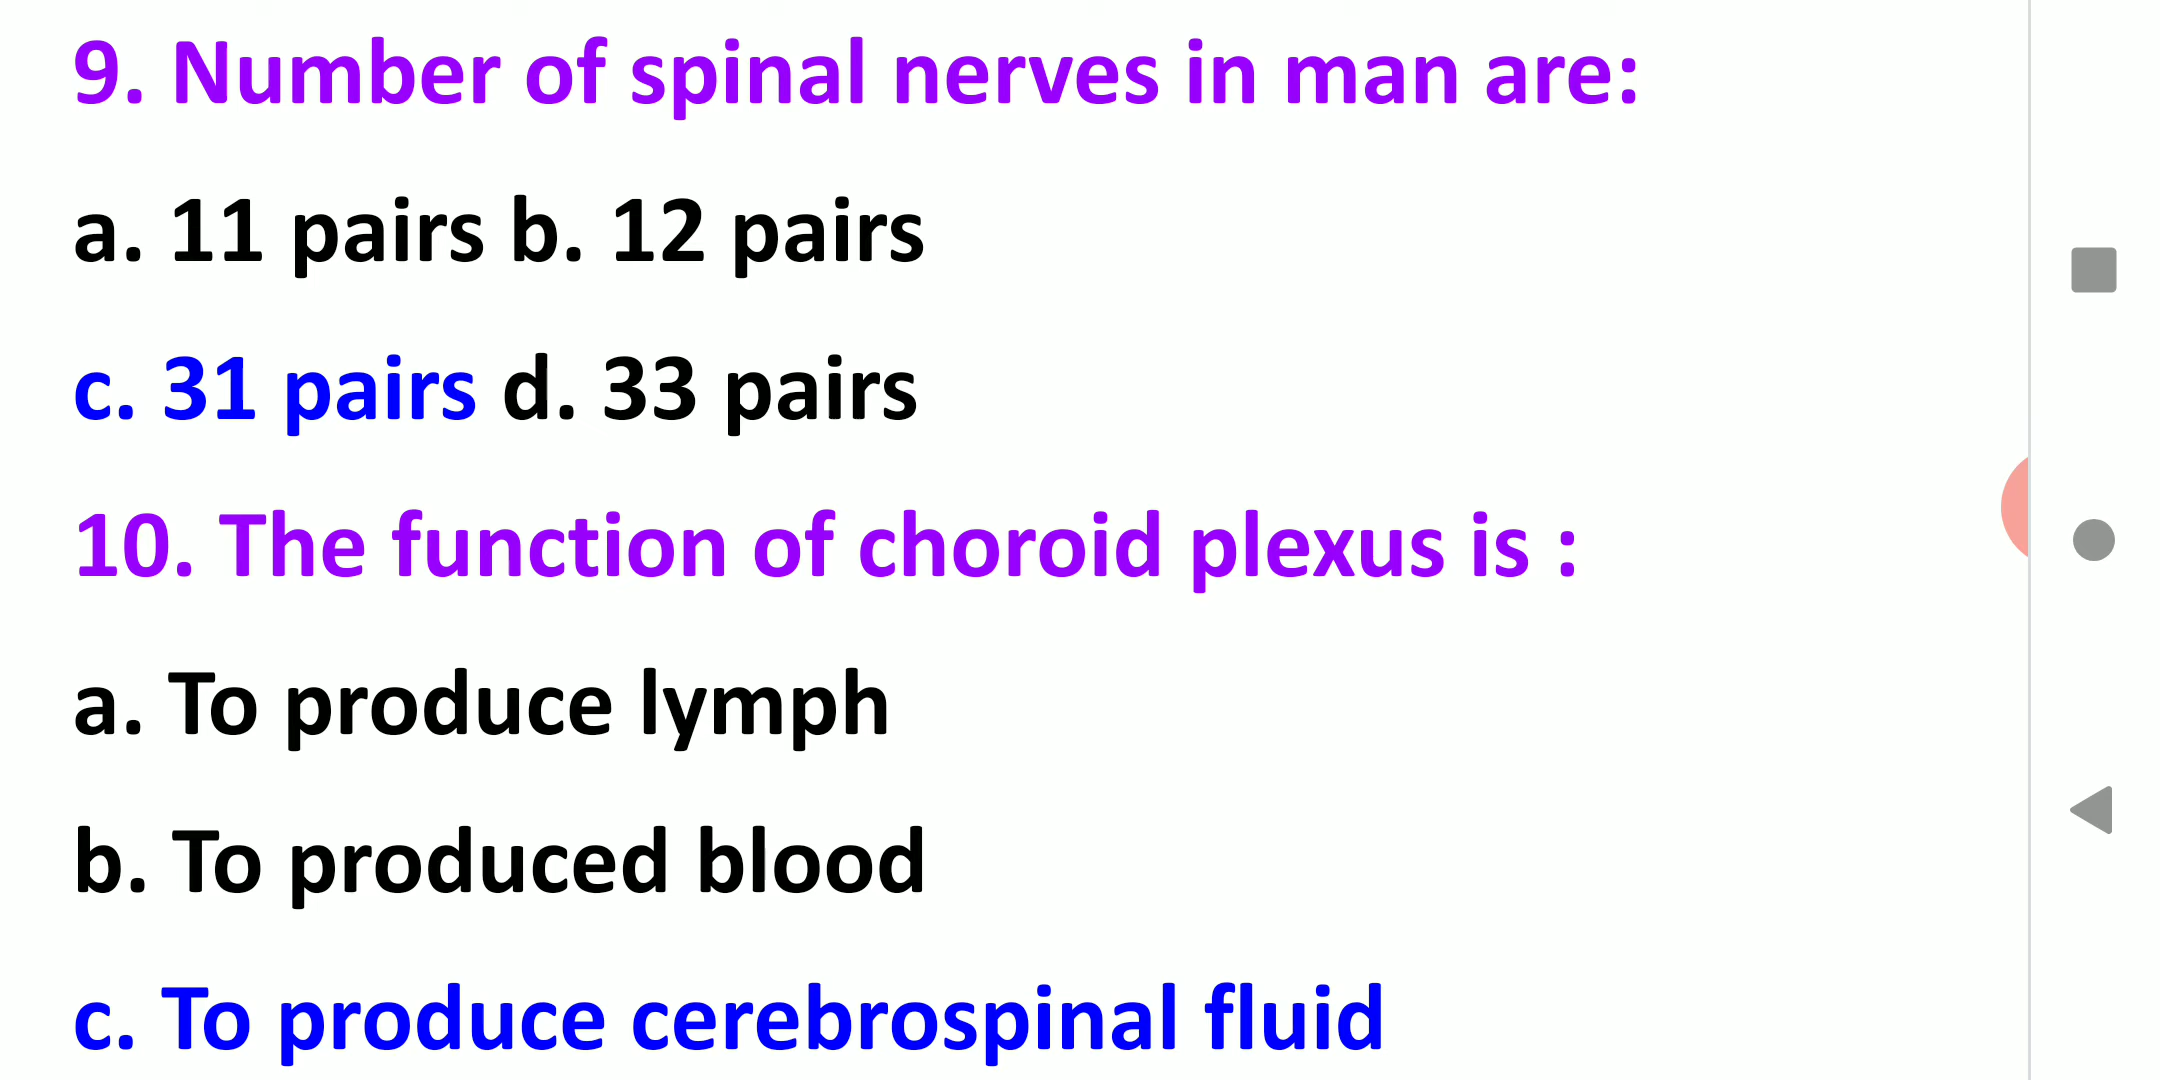 9. Number of spinal nerves in man are:
a. 11 pairs b. 12 pairs
c. 31 pairs d. 33 pairs
10. The function of choroid plexus is :
a. To produce lymph
b. To produced blood
c. To produce cerebrospinal fluid